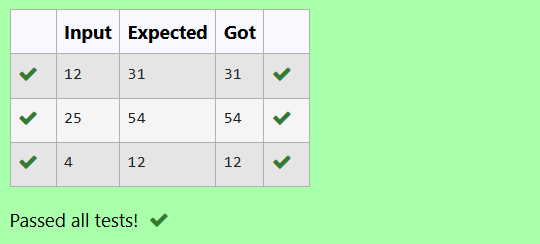 Input Expected Got
12 31 31
25 54 54
4 12 12
Passed all tests!